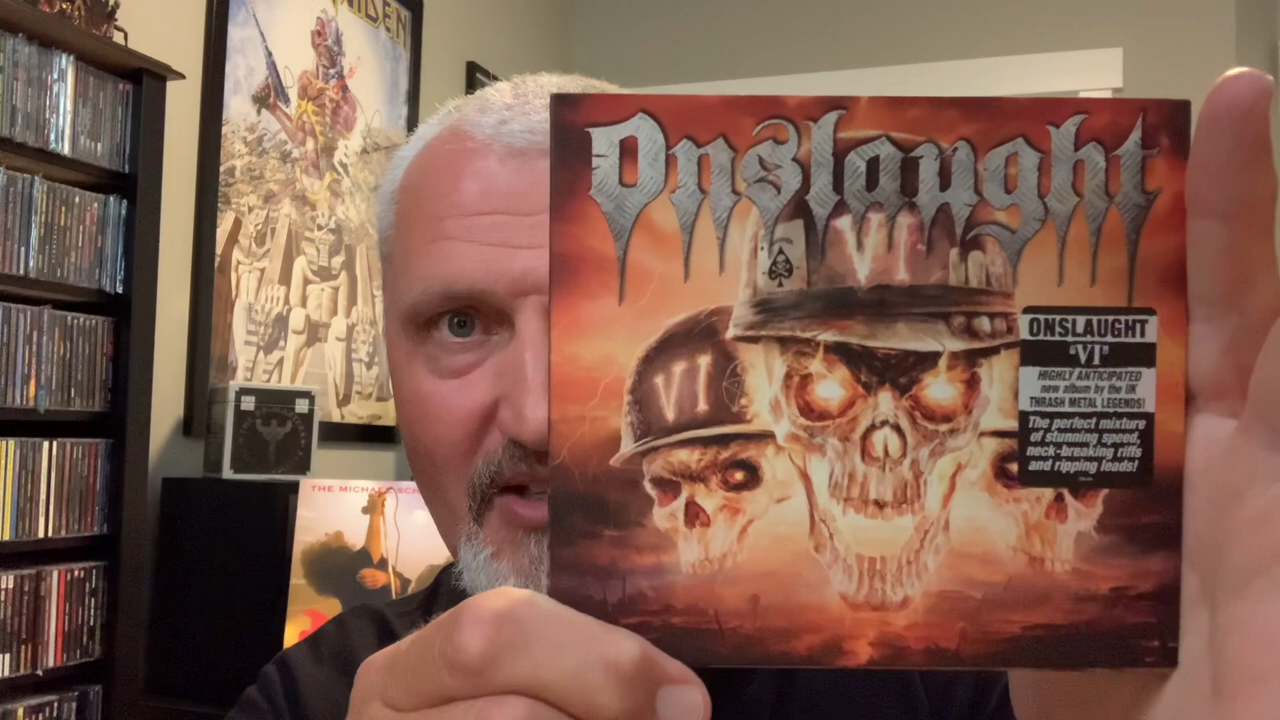 MAIDEN
Onslaught
VI
VI
ONSLAUGHT
"VI"
HIGHLY ANTICIPATED
new album by the UK
THRASH METAL LEGENDS!
The perfect mixture
of stunning speed,
neck-breaking riffs
and ripping leads!
THE MICHAEL SCH